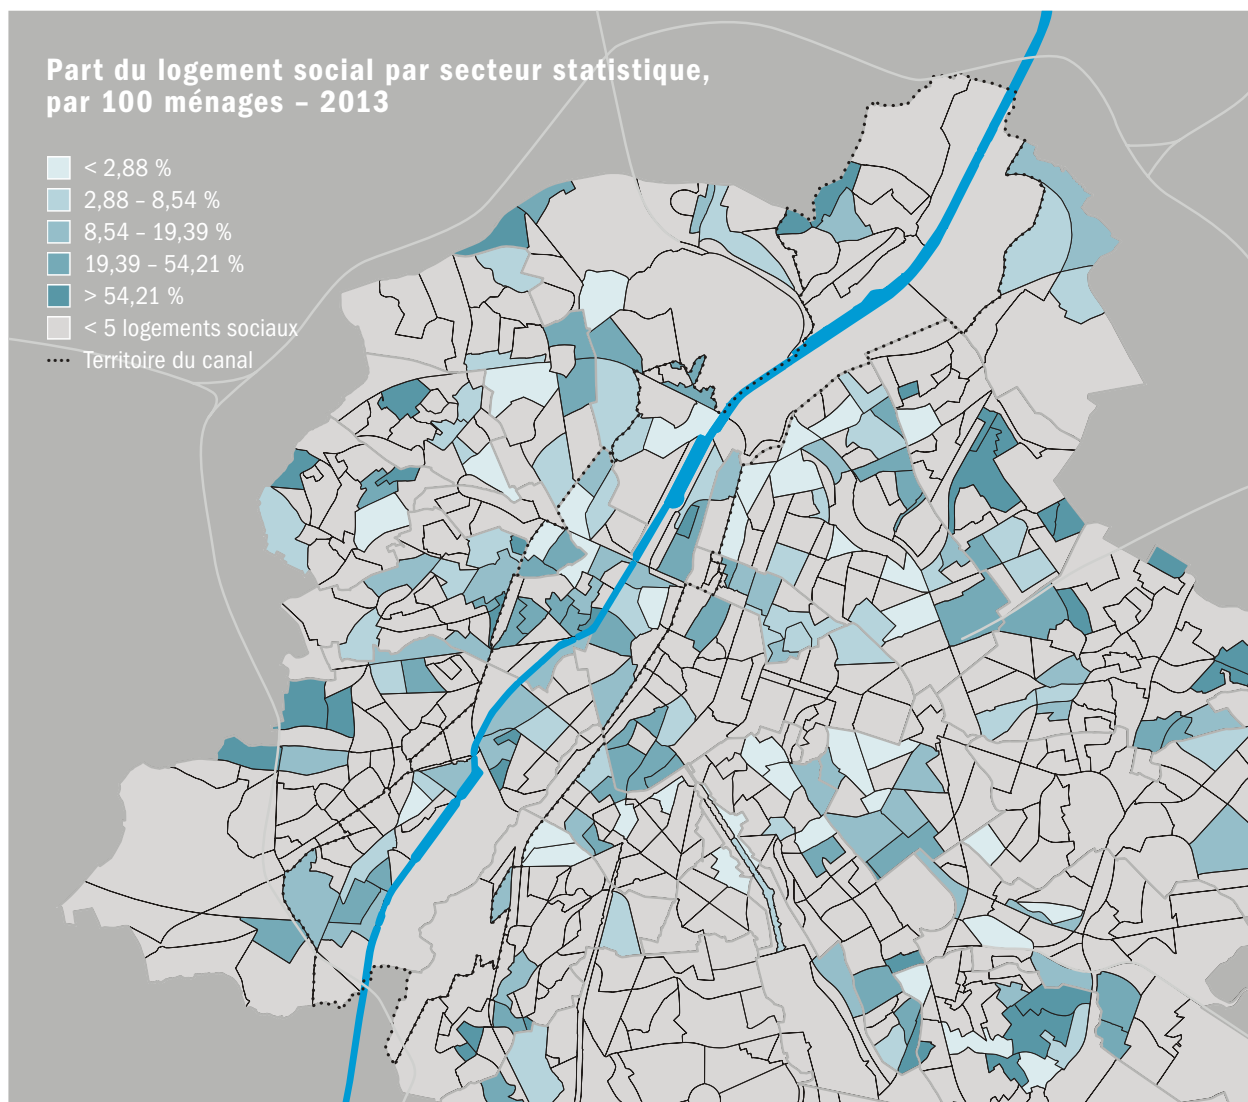 Part du logement social par secteur statistique,
par 100 ménages – 2013
< 2,88 %
2,88 – 8,54 %
8,54 – 19,39 %
19,39 – 54,21 %
> 54,21 %
< 5 logements sociaux
Territoire du canal